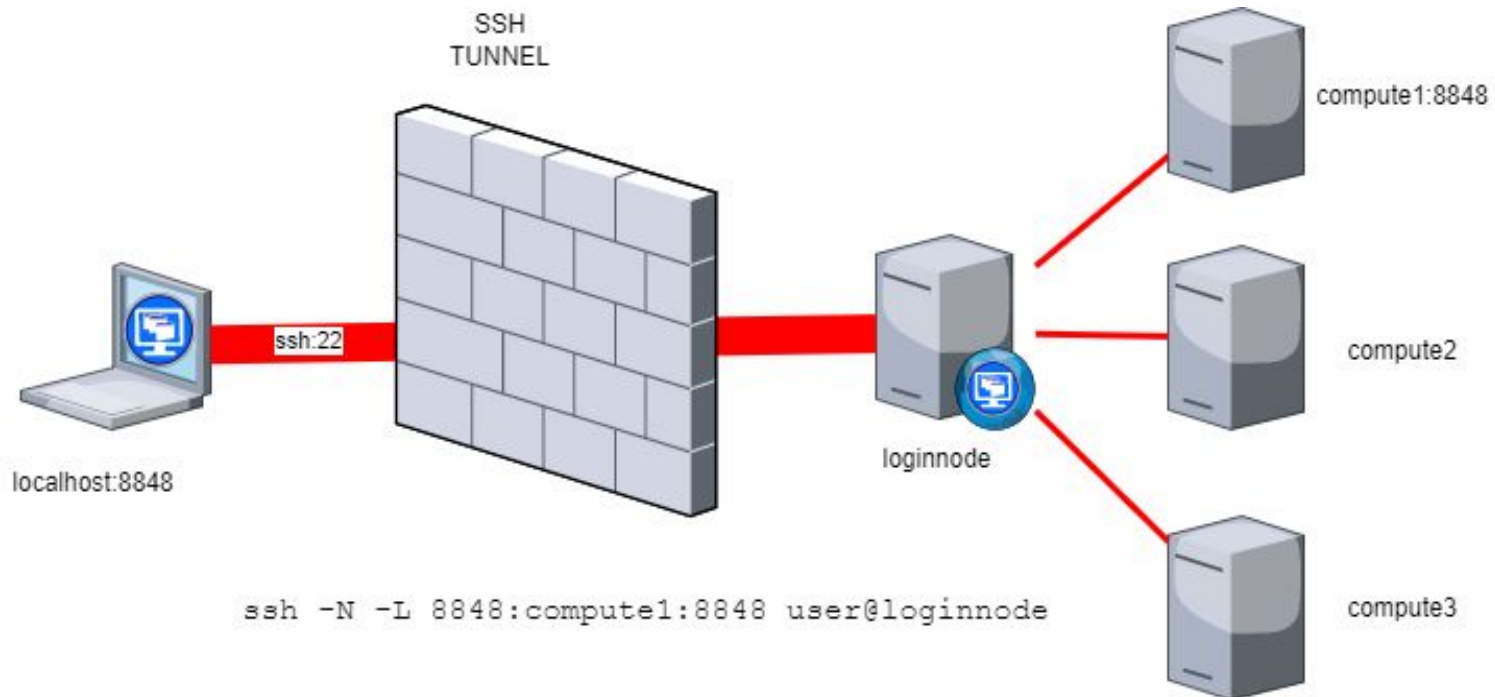 SSH
TUNNEL
compute1:8848
ssh:22
compute2
loginnode
localhost:8848
ssh -N -L 8848:compute1:8848 user@loginnode
compute3